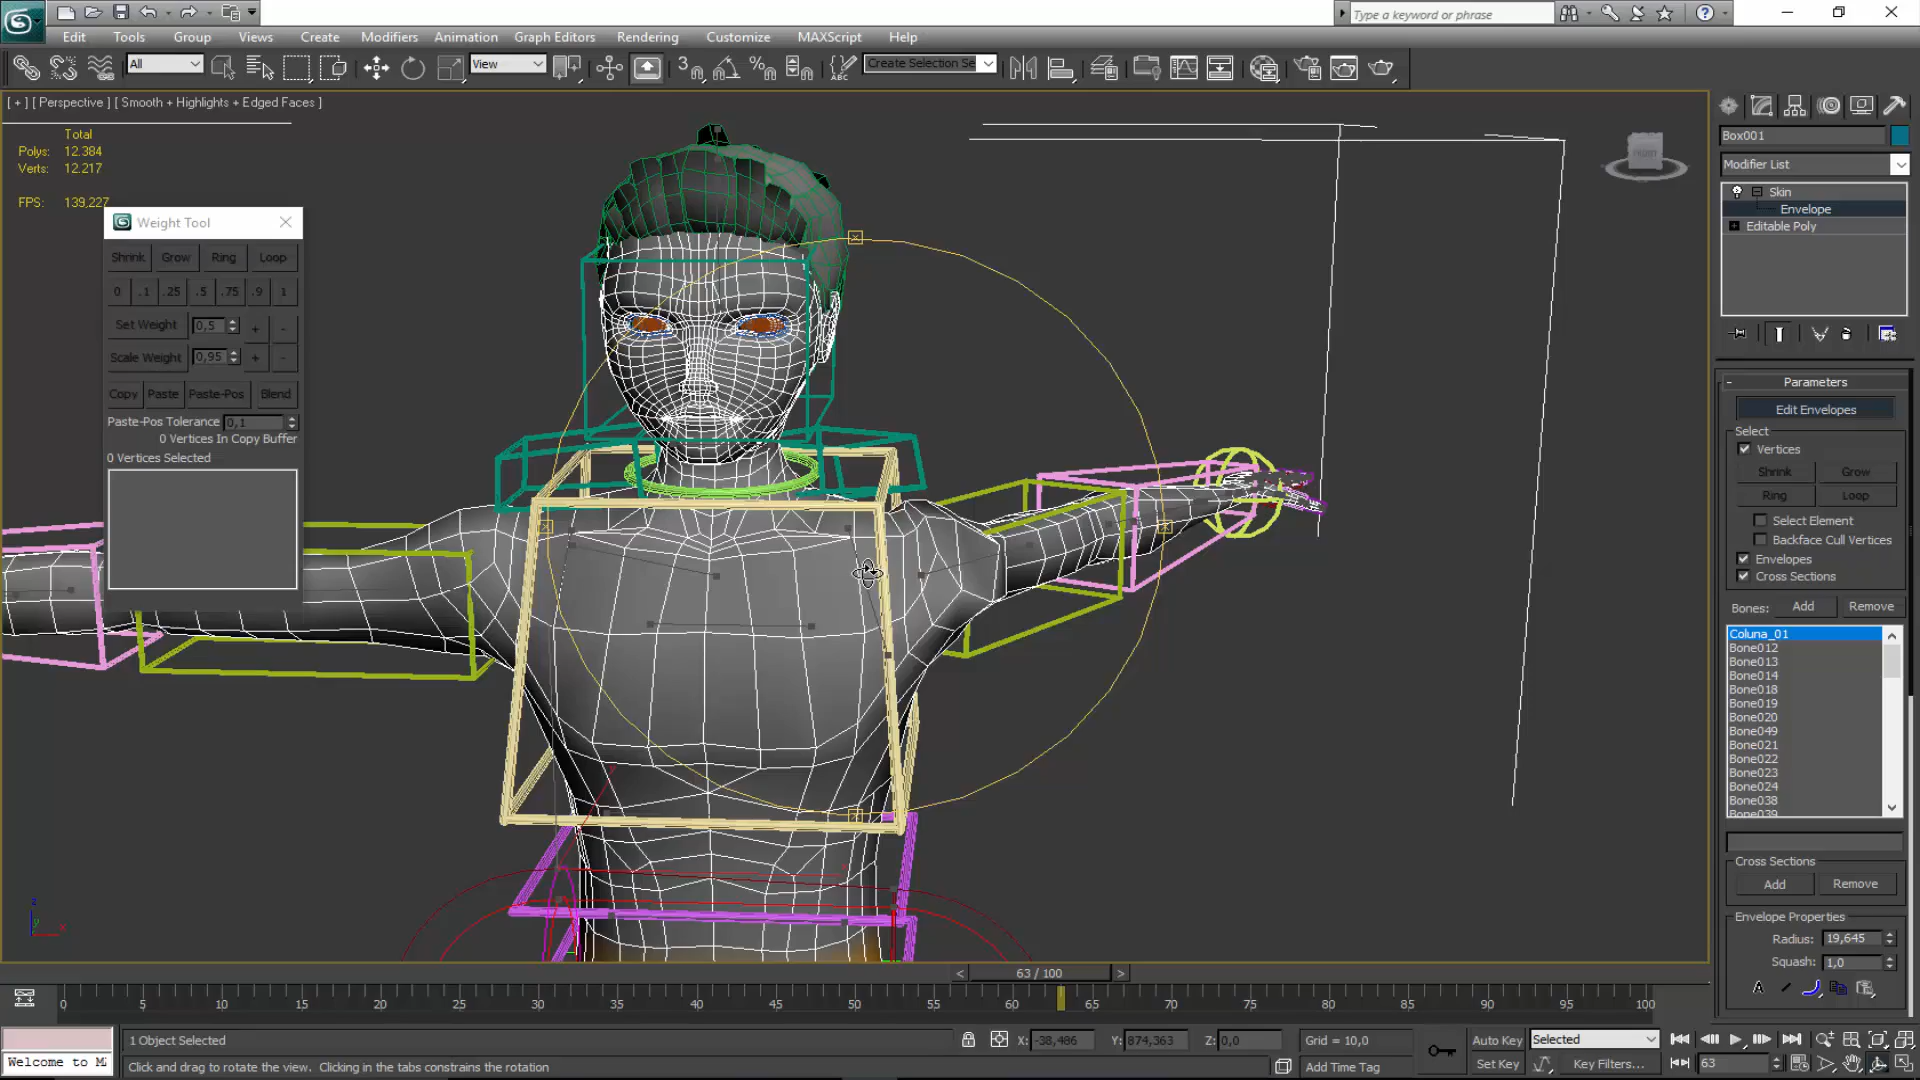 Type a keyword or phrase
Edit Tools Group Views Create Modifiers Animation Graph Editors Rendering Customize MAXScript Help
All View 3 ABC Create Selection Se
[ + ] [ Perspective ] [ Smooth + Highlights + Edged Faces ]
Total
Polys: 12.384
Verts: 12.217
FPS: 139,227
FRONT
Weight Tool
Shrink Grow Ring Loop
0 .1 .25 .5 .75 .9 1
Set Weight 0,5 + -
Scale Weight 0,95 + -
Copy Paste Paste-Pos Blend
Paste-Pos Tolerance 0,1
0 Vertices In Copy Buffer
0 Vertices Selected
Box001
Modifier List
Skin
Envelope
Editable Poly
Parameters
Edit Envelopes
Select
Vertices
Shrink Grow
Ring Loop
Select Element
Backface Cull Vertices
Envelopes
Cross Sections
Bones: Add Remove
Coluna_01
Bone012
Bone013
Bone014
Bone018
Bone019
Bone020
Bone049
Bone021
Bone022
Bone023
Bone024
Bone038
Bone039
Cross Sections
Add Remove
Envelope Properties
Radius: 19,645
Squash: 1,0
A
z
x
< 63 / 100 >
0 5 10 15 20 25 30 35 40 45 50 55 60 65 70 75 80 85 90 95 100
1 Object Selected X: -38,486 Y: 874,363 Z: 0,0 Grid = 10,0 Auto Key Selected
Welcome to M Click and drag to rotate the view. Clicking in the tabs constrains the rotation Add Time Tag Set Key Key Filters... 63